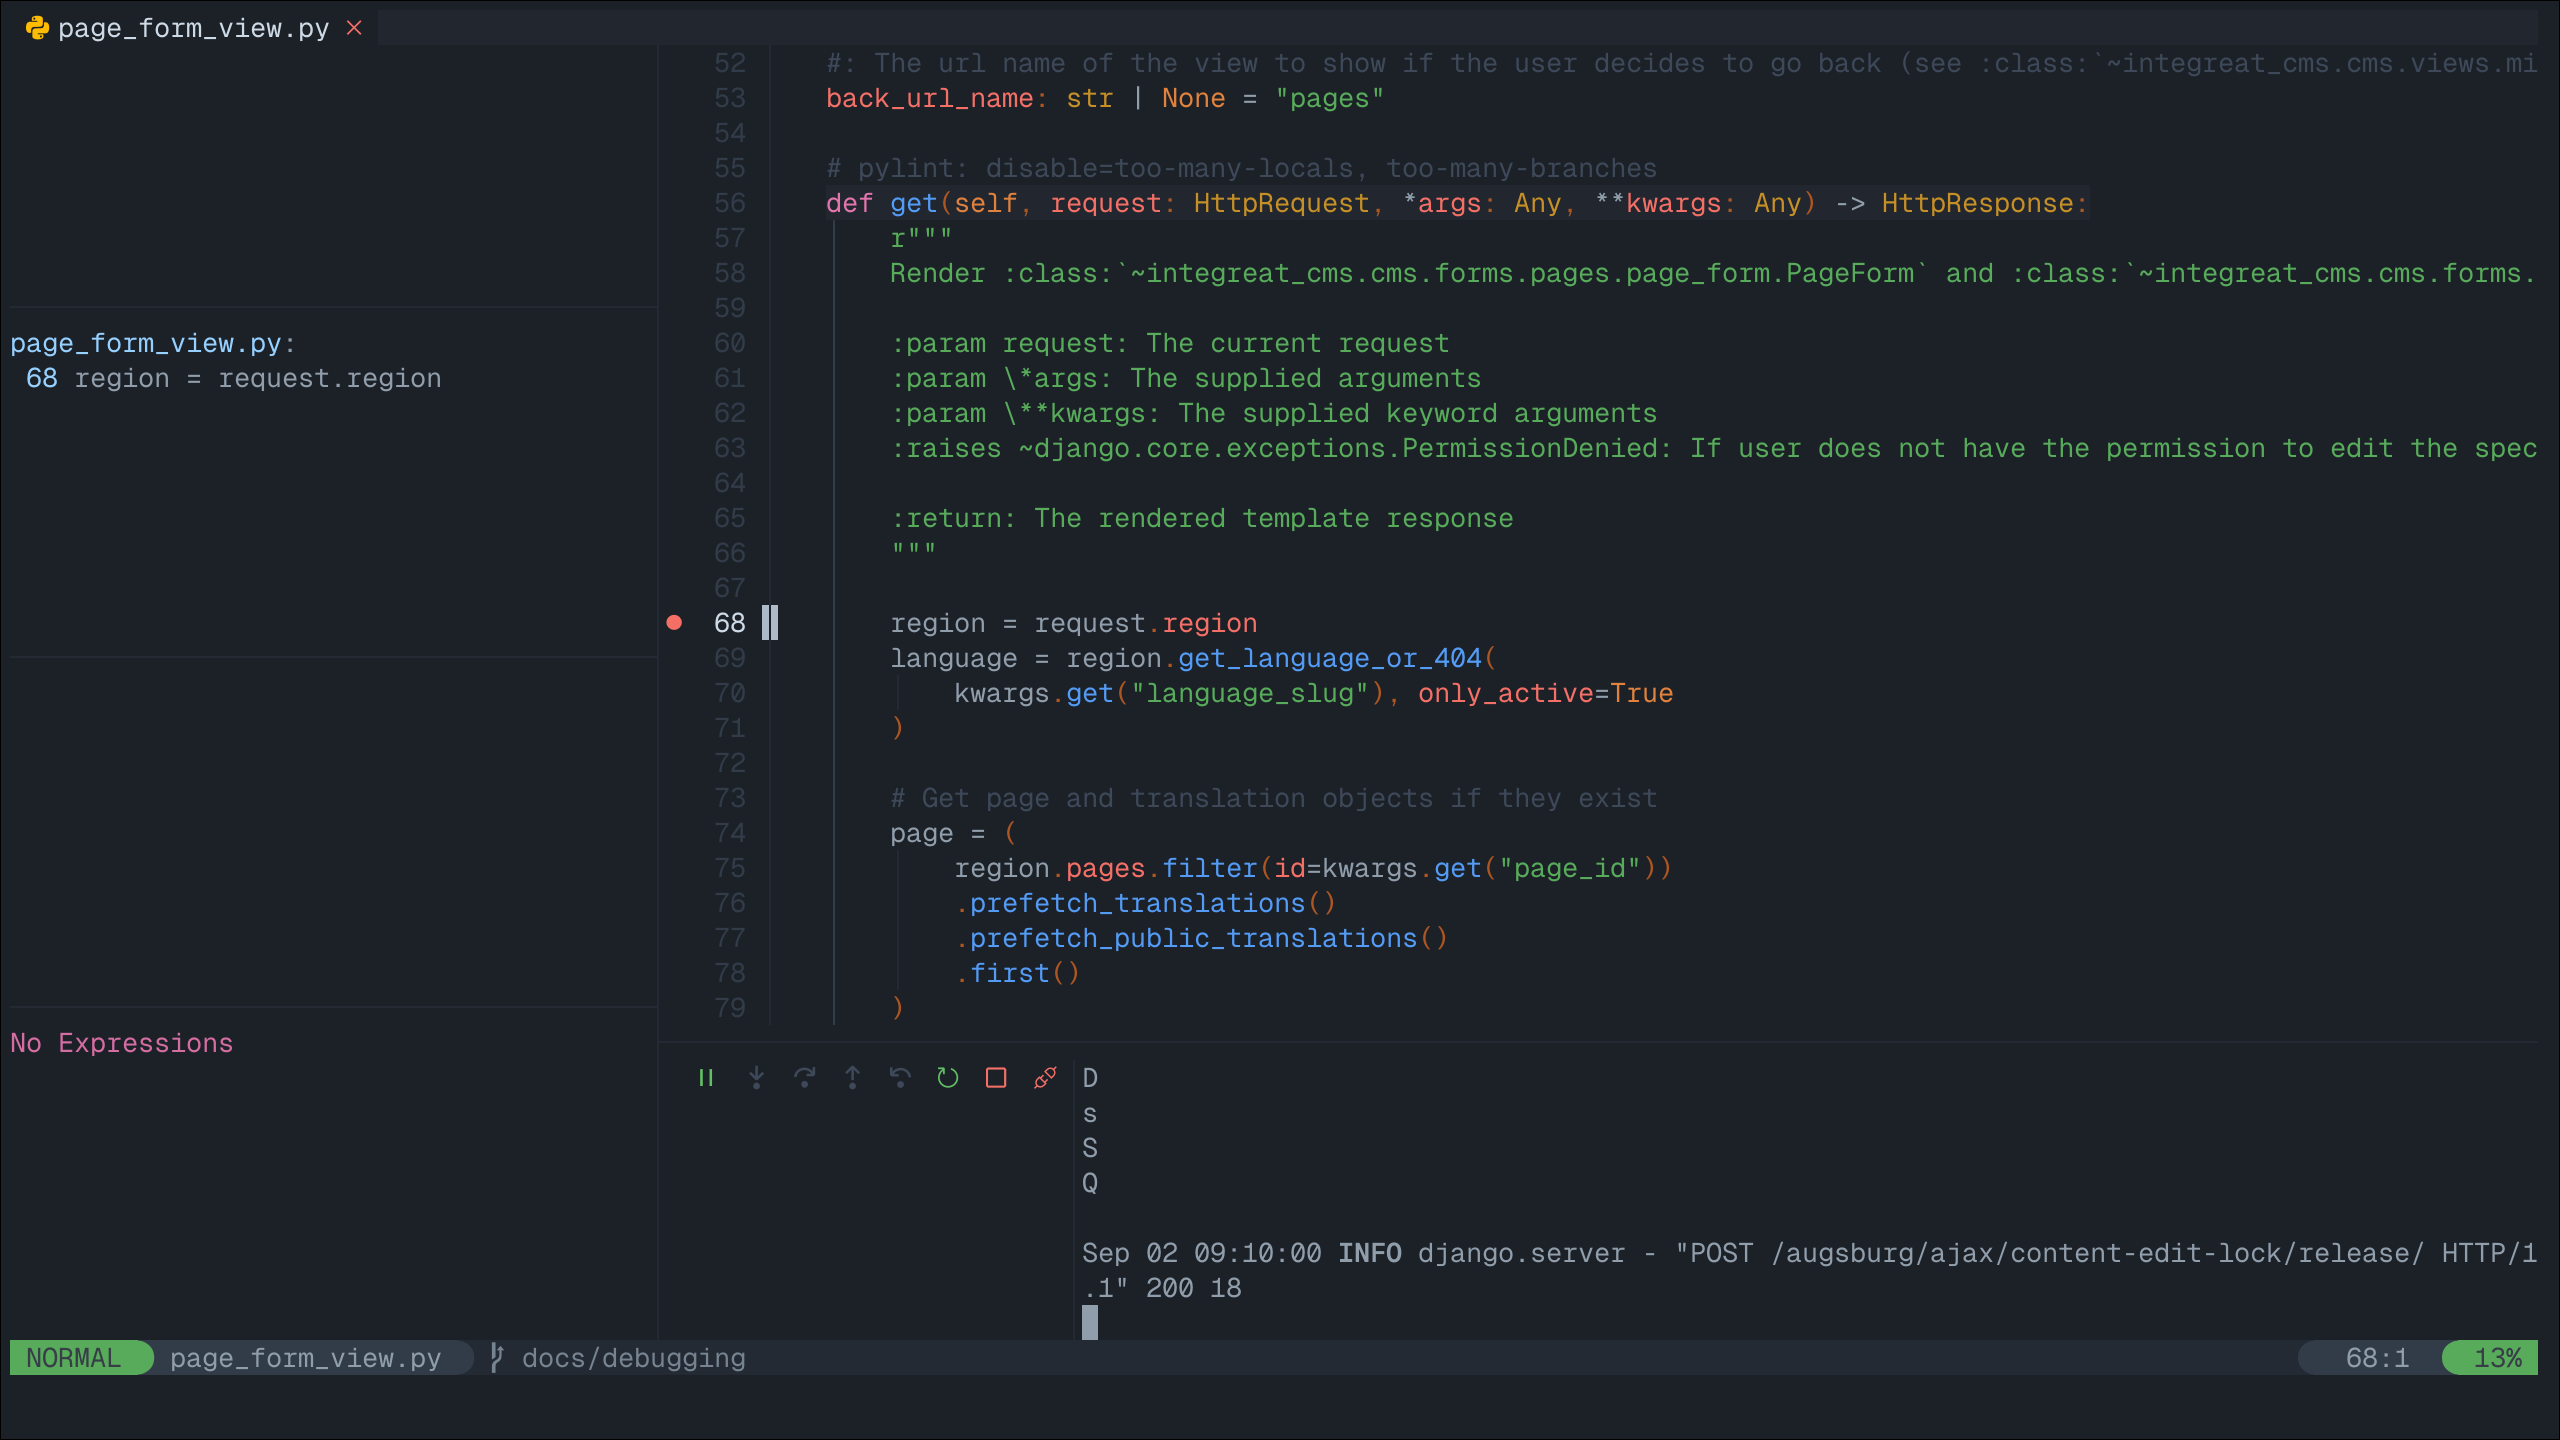 page_form_view.py
page_form_view.py:
68 region = request.region
No Expressions
52 #: The url name of the view to show if the user decides to go back (see :class:`~integreat_cms.cms.views.mi
53 back_url_name: str | None = "pages"
54
55 # pylint: disable=too-many-locals, too-many-branches
56 def get(self, request: HttpRequest, *args: Any, **kwargs: Any) -> HttpResponse:
57 r"""
58 Render :class:`~integreat_cms.cms.forms.pages.page_form.PageForm` and :class:`~integreat_cms.cms.forms.
59
60 :param request: The current request
61 :param \*args: The supplied arguments
62 :param \**kwargs: The supplied keyword arguments
63 :raises ~django.core.exceptions.PermissionDenied: If user does not have the permission to edit the spec
64
65 :return: The rendered template response
66 """
67
68 region = request.region
69 language = region.get_language_or_404(
70 kwargs.get("language_slug"), only_active=True
71 )
72
73 # Get page and translation objects if they exist
74 page = (
75 region.pages.filter(id=kwargs.get("page_id"))
76 .prefetch_translations()
77 .prefetch_public_translations()
78 .first()
79 )
D
s
S
Q
Sep 02 09:10:00 INFO django.server - "POST /augsburg/ajax/content-edit-lock/release/ HTTP/1
.1" 200 18
NORMAL page_form_view.py docs/debugging 68:1 13%